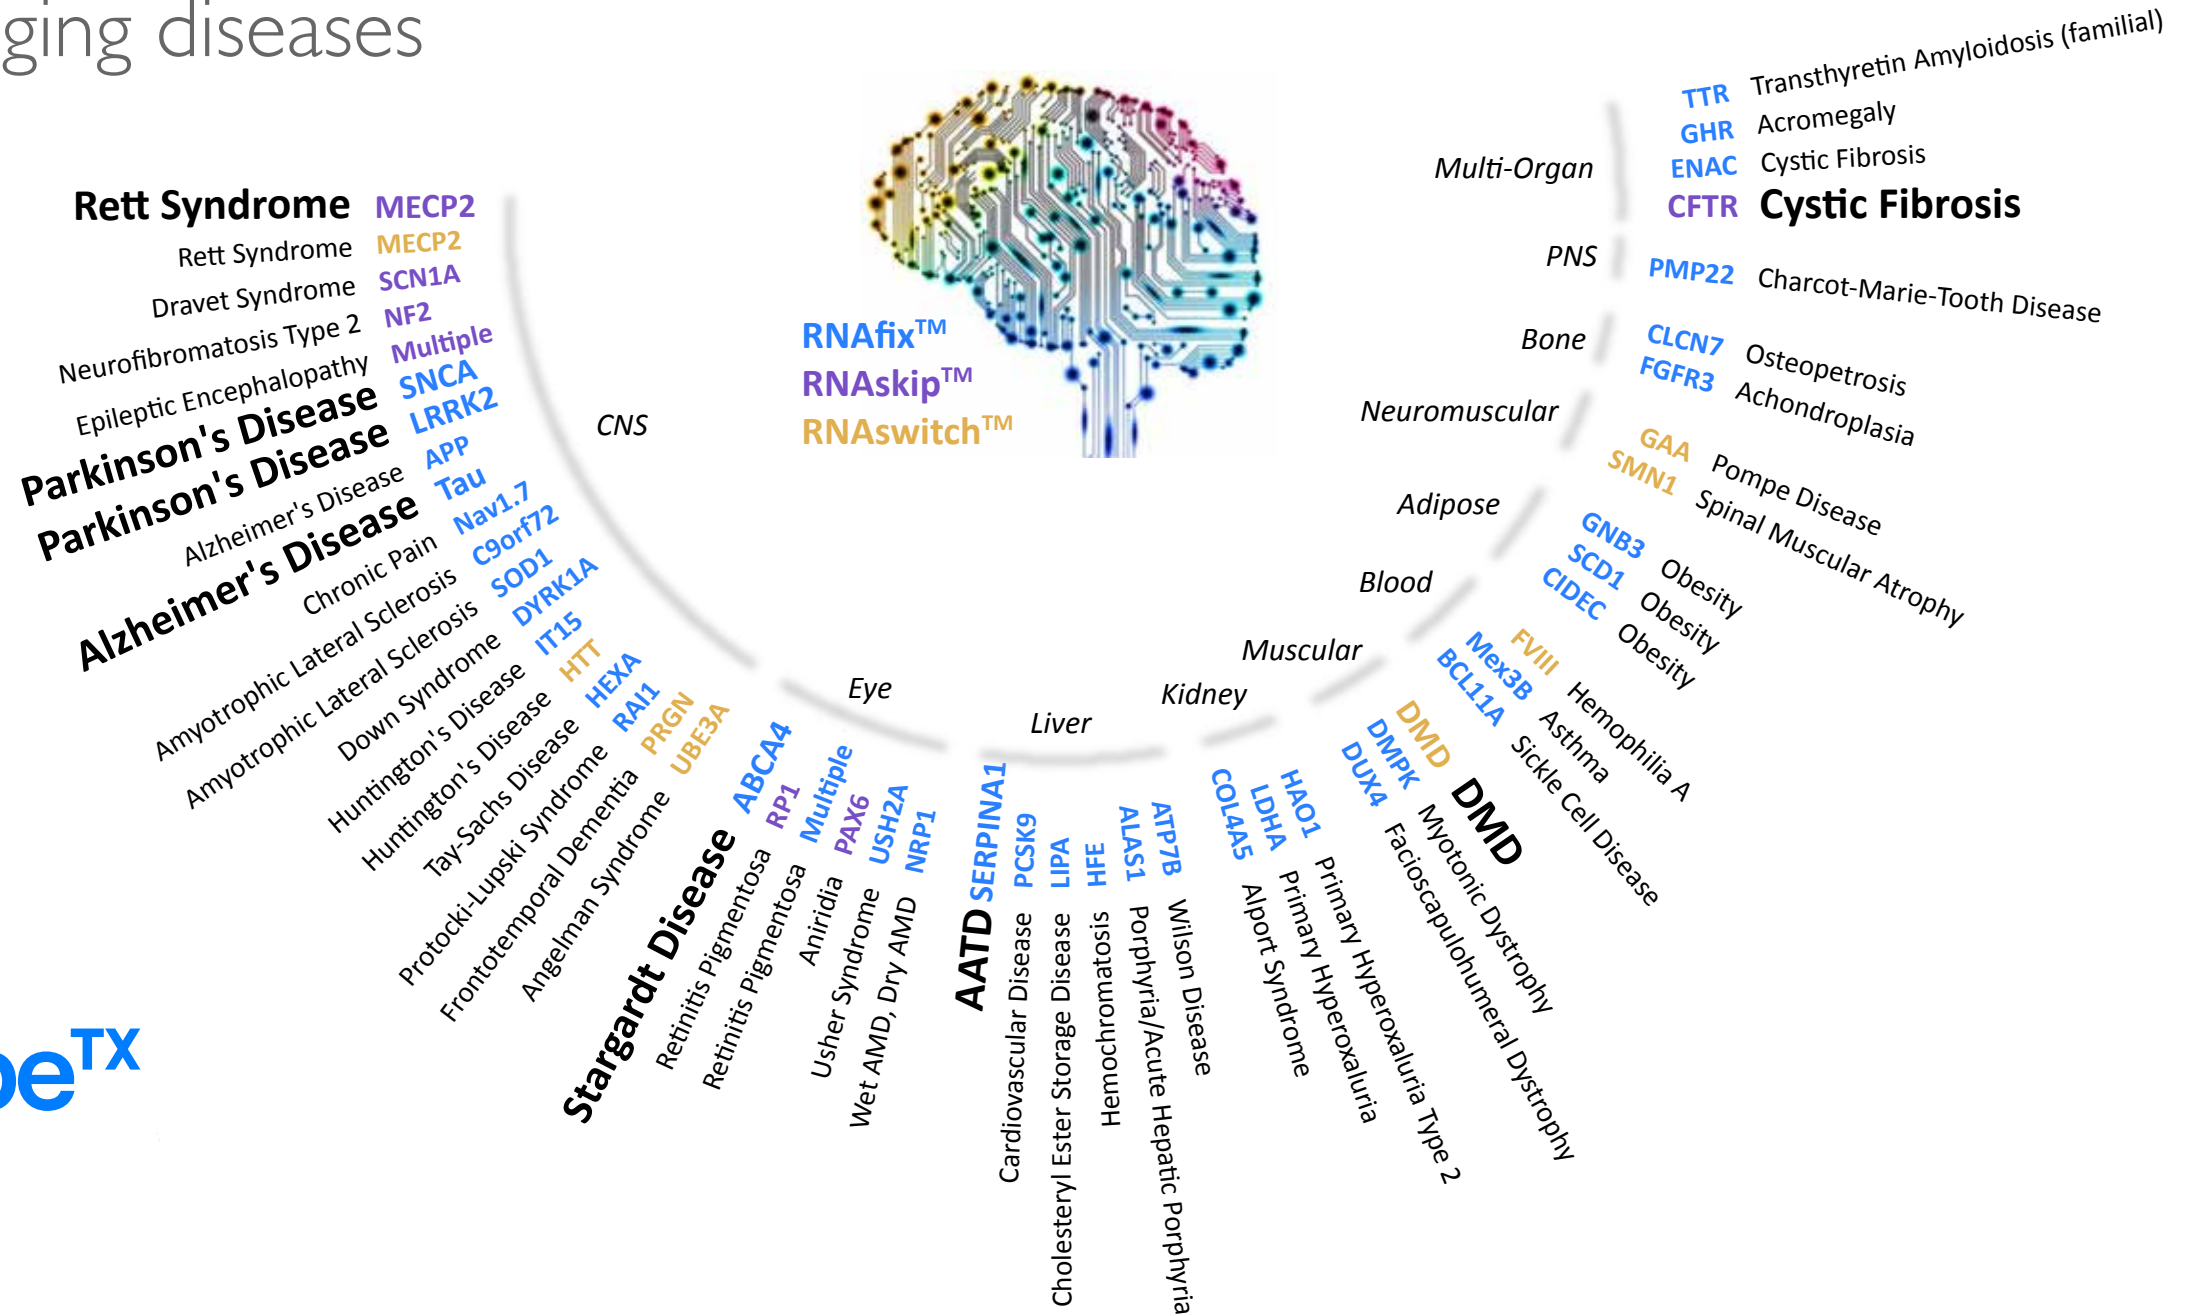 ging diseases
Rett Syndrome MECP2
Rett Syndrome MECP2
Dravet Syndrome SCN1A
Neurofibromatosis Type 2 NF2
Epileptic Encephalopathy Multiple
Parkinson's Disease SNCA
Parkinson's Disease LRRK2
Alzheimer's Disease APP
Alzheimer's Disease Tau
Chronic Pain Nav1.7
Amyotrophic Lateral Sclerosis C9orf72
Amyotrophic Lateral Sclerosis SOD1
Down Syndrome DYRK1A
Huntington's Disease IT15
Huntington's Disease HTT
Tay-Sachs Disease HEXA
Protocki-Lupski Syndrome RAI1
Frontotemporal Dementia PRGN
Angelman Syndrome UBE3A
CNS
RNAfix™
RNAskip™
RNAswitch™
Eye
Stargardt Disease ABCA4
Retinitis Pigmentosa RP1
Retinitis Pigmentosa Multiple
Aniridia PAX6
Usher Syndrome USH2A
Wet AMD, Dry AMD NRP1
Liver
AATD SERPINA1
Cardiovascular Disease PCSK9
Cholesteryl Ester Storage Disease LIPA
Hemochromatosis HFE
ALAS1 Porphyria/Acute Hepatic Porphyria
ATP7B Wilson Disease
Kidney
COL4A5 Alport Syndrome
LDHA Primary Hyperoxaluria
HAO1 Primary Hyperoxaluria Type 2
Muscular
DUX4 Facioscapulohumeral Dystrophy
DMPK Myotonic Dystrophy
DMD DMD
Blood
BCL11A Sickle Cell Disease
Mex3B Asthma
FVIII Hemophilia A
Adipose
CIDEC Obesity
SCD1 Obesity
GNB3 Obesity
Neuromuscular
SMN1 Spinal Muscular Atrophy
GAA Pompe Disease
Bone
FGFR3 Achondroplasia
CLCN7 Osteopetrosis
PNS
PMP22 Charcot-Marie-Tooth Disease
Multi-Organ
CFTR Cystic Fibrosis
ENAC Cystic Fibrosis
GHR Acromegaly
TTR Transthyretin Amyloidosis (familial)
eTX